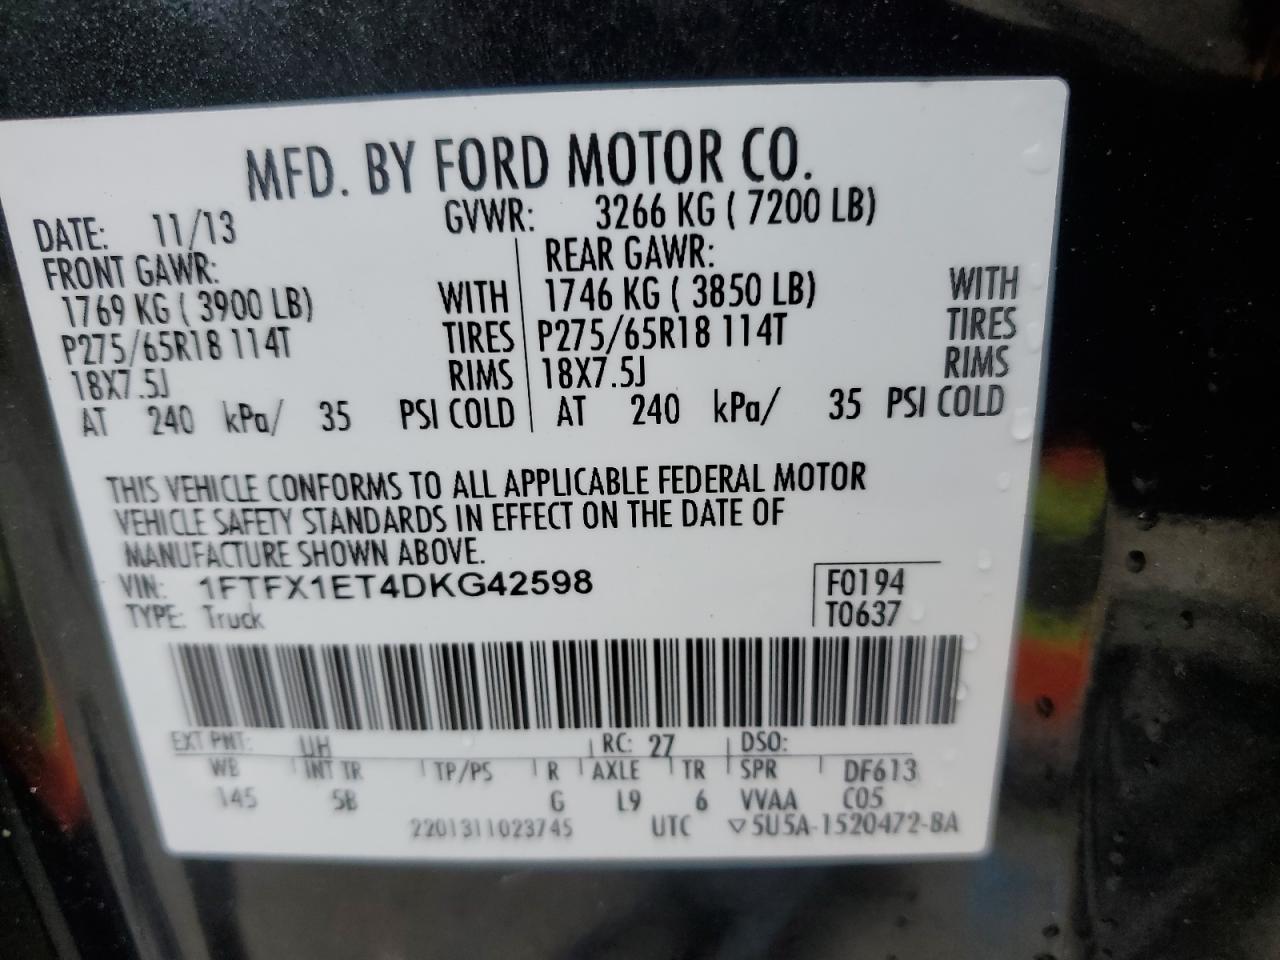 MFD. BY FORD MOTOR CO.
DATE: 11/13 GVWR: 3266 KG ( 7200 LB)
FRONT GAWR: REAR GAWR:
1769 KG ( 3900 LB) WITH 1746 KG ( 3850 LB) WITH
P275/65R18 114T TIRES P275/65R18 114T TIRES
18X7.5J RIMS 18X7.5J RIMS
AT 240 kPa/ 35 PSI COLD AT 240 kPa/ 35 PSI COLD
THIS VEHICLE CONFORMS TO ALL APPLICABLE FEDERAL MOTOR
VEHICLE SAFETY STANDARDS IN EFFECT ON THE DATE OF
MANUFACTURE SHOWN ABOVE.
VIN: 1FTFX1ET4DKG42598 F0194
TYPE: Truck T0637
EXT PNT: UH RC: 27 DSO:
WB INT TR TP/PS R AXLE TR SPR DF613
145 5B G L9 6 VVAA C05
2201311023745 UTC ▽5U5A-1520472-BA